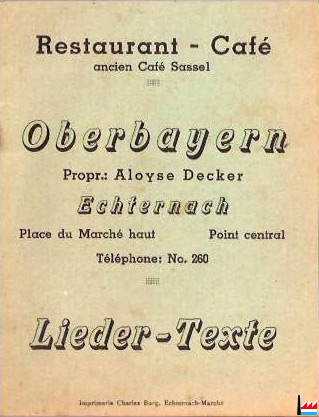 Restaurant - Café
ancien Café Sassel
Oberbayern
Propr.: Aloyse Decker
Echternach
Place du Marché haut Point central
Téléphone: No. 260
Lieder-Texte
Imprimerie Charles Burg, Echternach-Marché